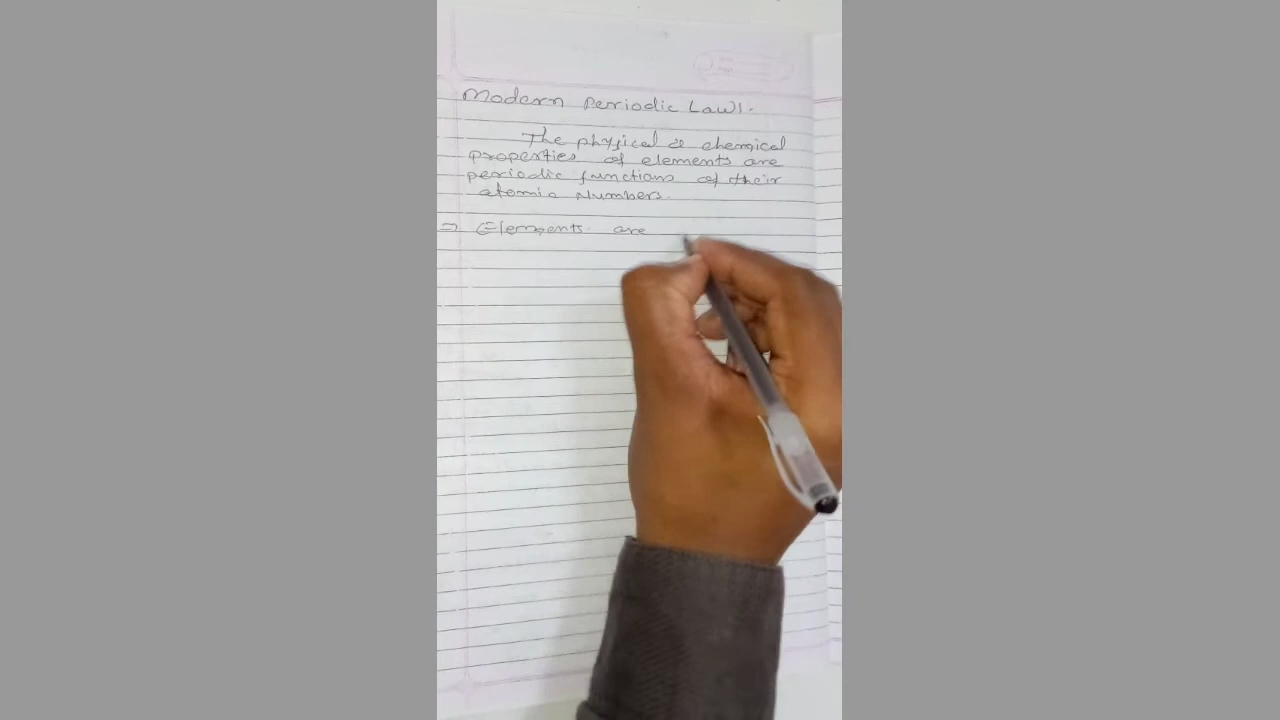 Modern Periodic Law:-
The physical & chemical
properties of elements are
periodic functions of their
atomic Numbers.
⇒ Elements are